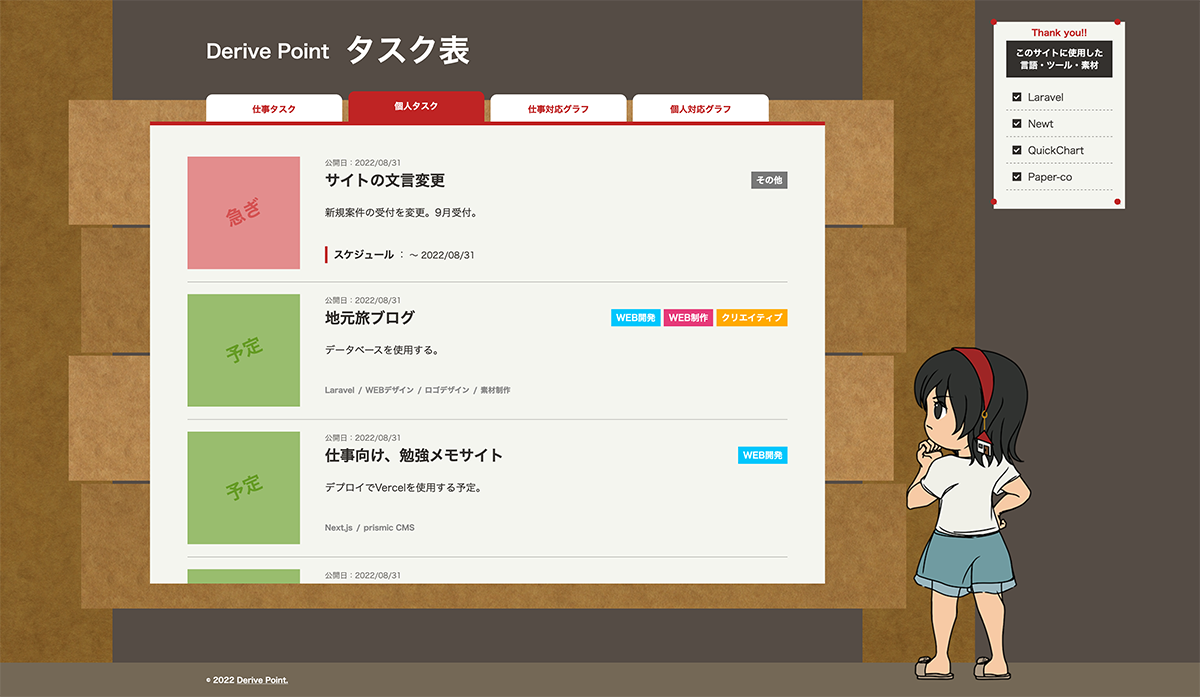 Derive Point タスク表
仕事タスク
個人タスク
仕事対応グラフ
個人対応グラフ
急ぎ
公開日：2022/08/31
サイトの文言変更
その他
新規案件の受付を変更。9月受付。
スケジュール ： 〜 2022/08/31
予定
公開日：2022/08/31
地元旅ブログ
WEB開発 WEB制作 クリエイティブ
データベースを使用する。
Laravel / WEBデザイン / ロゴデザイン / 素材制作
予定
公開日：2022/08/31
仕事向け、勉強メモサイト
WEB開発
デプロイでVercelを使用する予定。
Next.js / prismic CMS
公開日：2022/08/31
Thank you!!
このサイトに使用した
言語・ツール・素材
Laravel
Newt
QuickChart
Paper-co
© 2022 Derive Point.